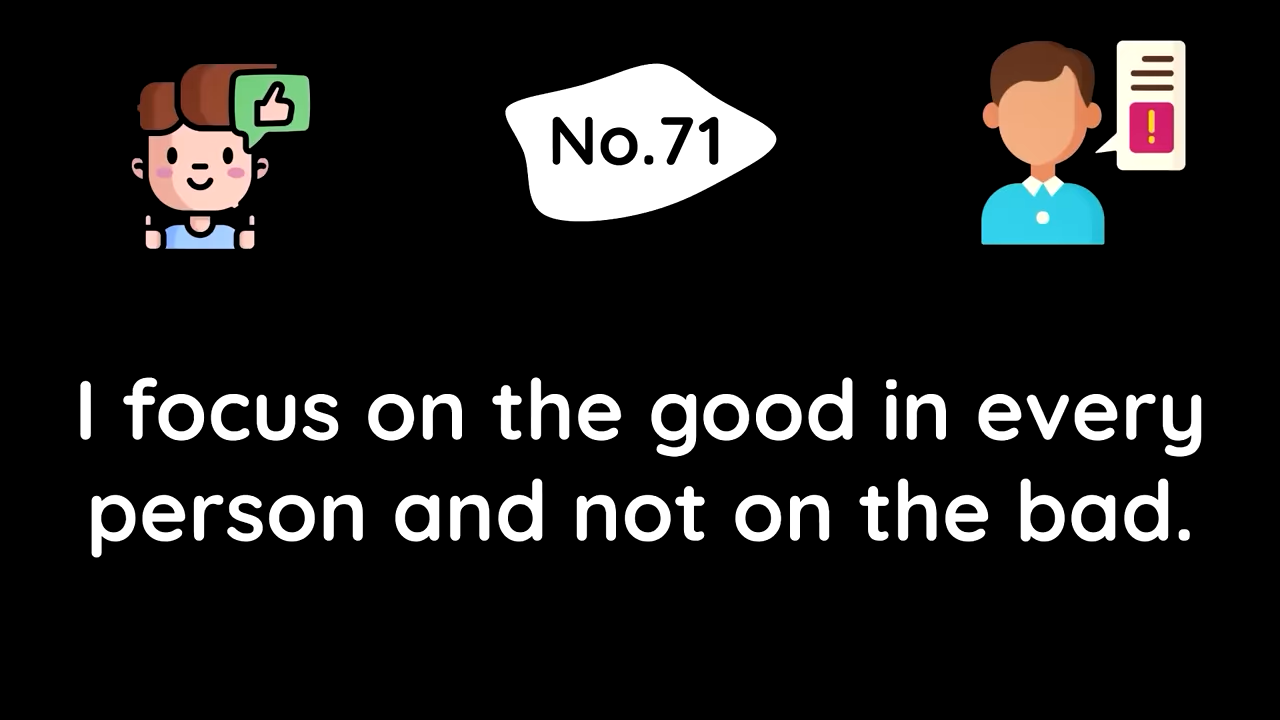 No.71
I focus on the good in every
person and not on the bad.